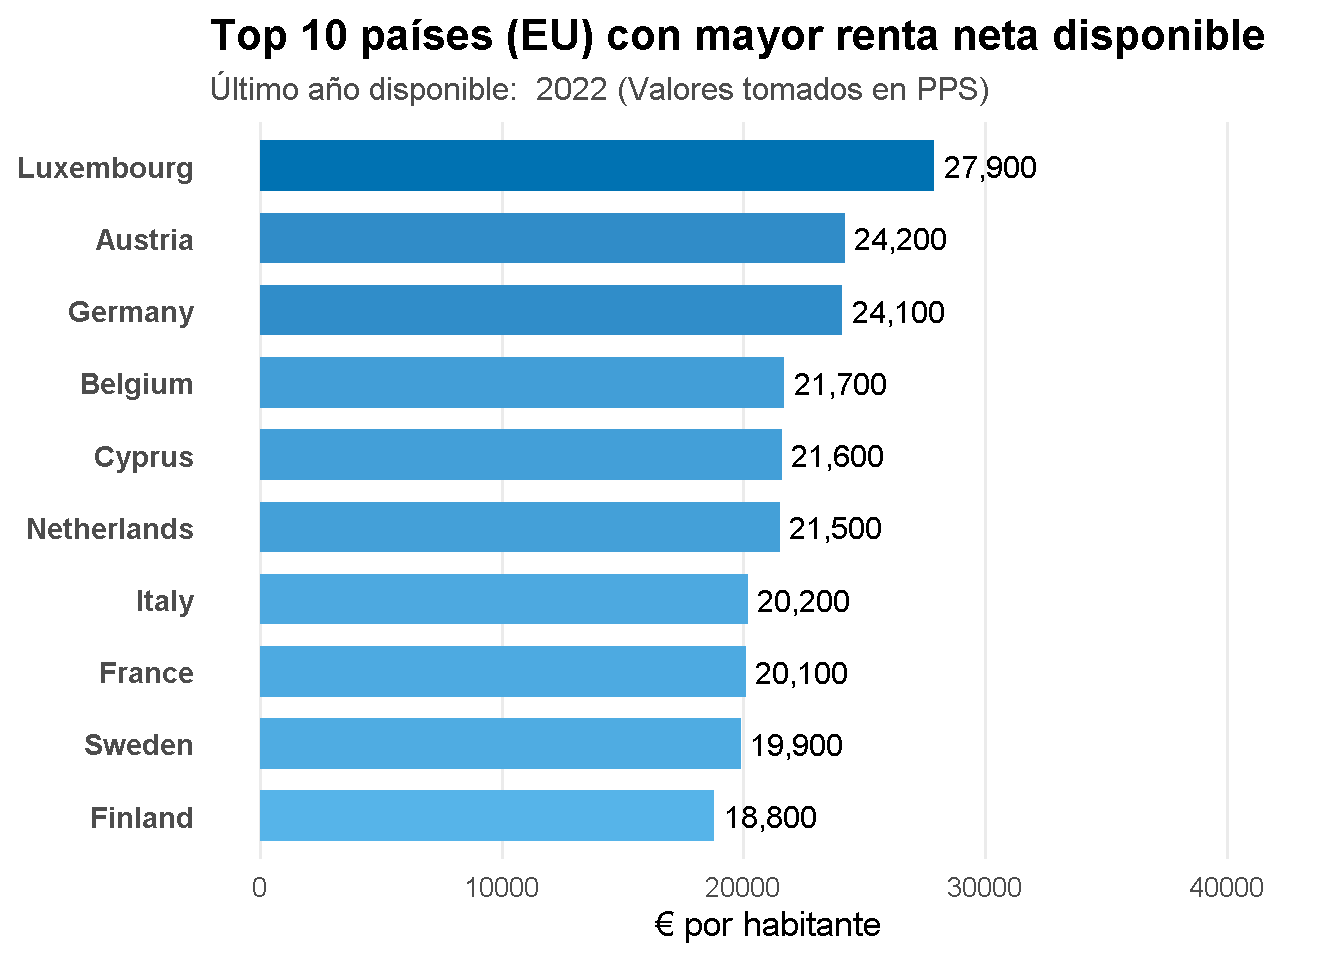 Top 10 países (EU) con mayor renta neta disponible
Último año disponible:  2022 (Valores tomados en PPS)
Luxembourg 27,900
Austria 24,200
Germany 24,100
Belgium 21,700
Cyprus 21,600
Netherlands 21,500
Italy 20,200
France 20,100
Sweden 19,900
Finland 18,800
0 10000 20000 30000 40000
€ por habitante